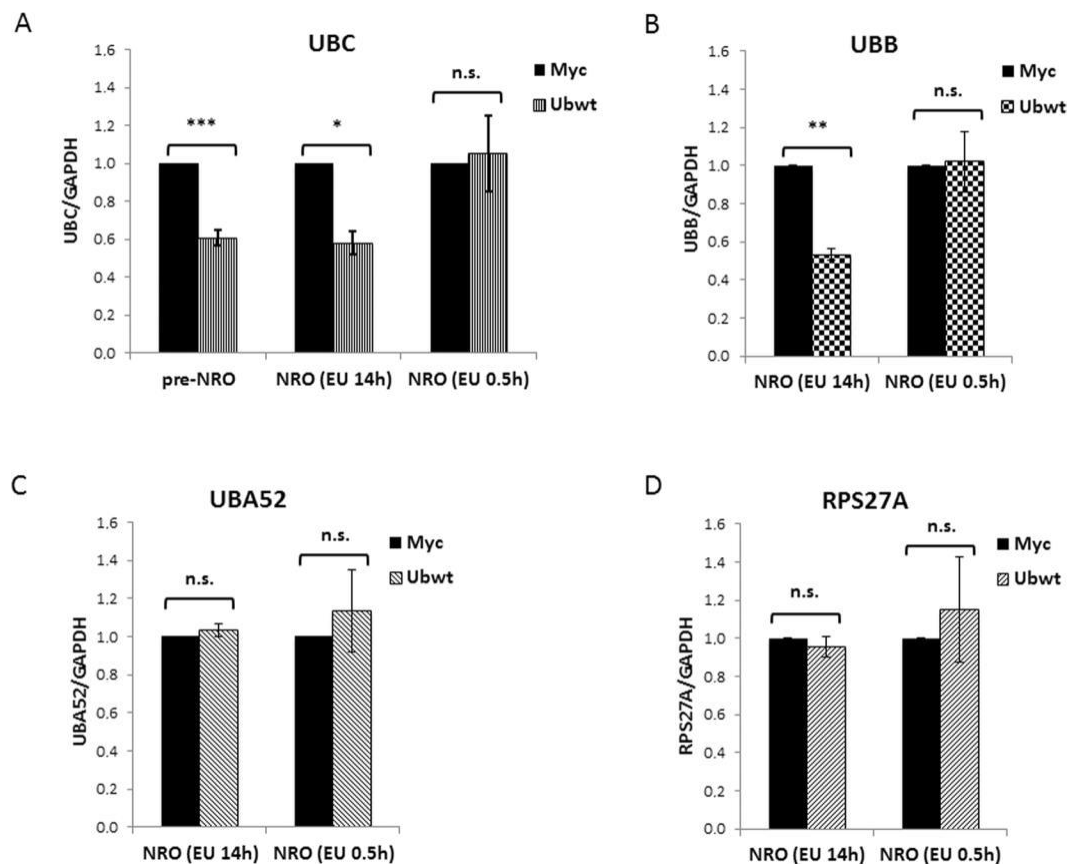 A
UBC
1.6
1.4
1.2
1.0
0.8
0.6
0.4
0.2
0.0
UBC/GAPDH
***
*
n.s.
Myc
Ubwt
pre-NRO
NRO (EU 14h)
NRO (EU 0.5h)
B
UBB
1.6
1.4
1.2
1.0
0.8
0.6
0.4
0.2
0.0
UBB/GAPDH
**
n.s.
Myc
Ubwt
NRO (EU 14h)
NRO (EU 0.5h)
C
UBA52
1.6
1.4
1.2
1.0
0.8
0.6
0.4
0.2
0.0
UBA52/GAPDH
n.s.
n.s.
Myc
Ubwt
NRO (EU 14h)
NRO (EU 0.5h)
D
RPS27A
1.6
1.4
1.2
1.0
0.8
0.6
0.4
0.2
0.0
RPS27A/GAPDH
n.s.
n.s.
Myc
Ubwt
NRO (EU 14h)
NRO (EU 0.5h)